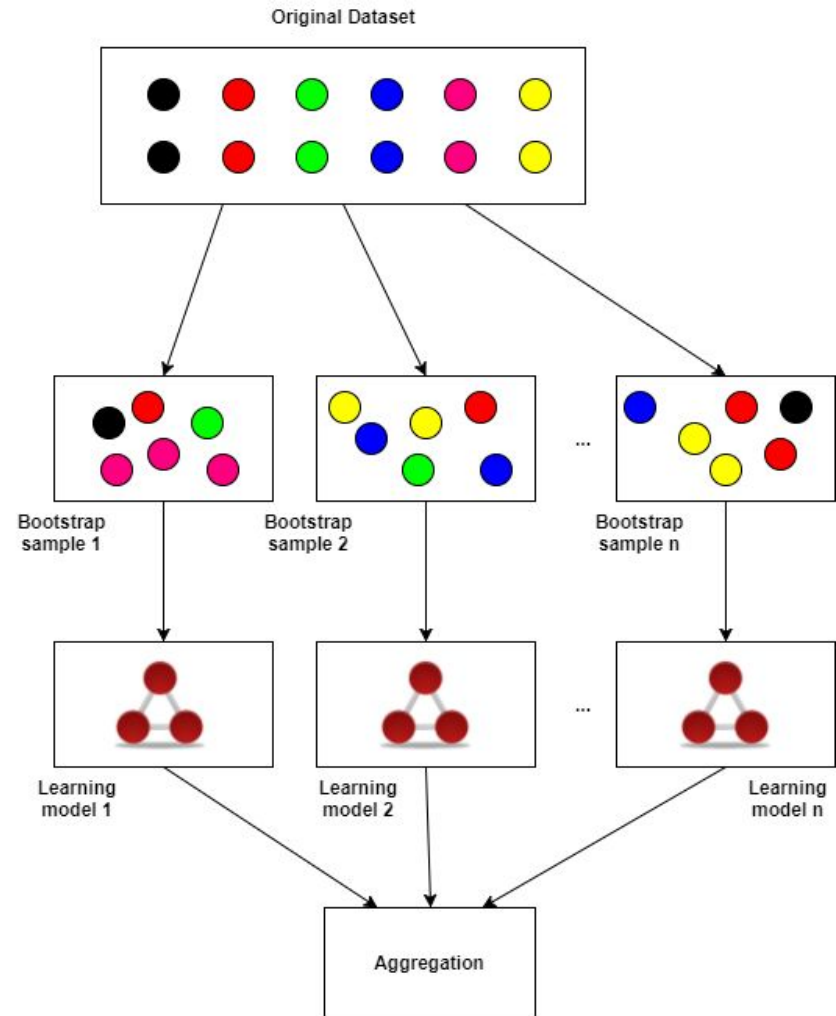 Original Dataset
Bootstrap
sample 1
Bootstrap
sample 2
...
Bootstrap
sample n
Learning
model 1
Learning
model 2
...
Learning
model n
Aggregation